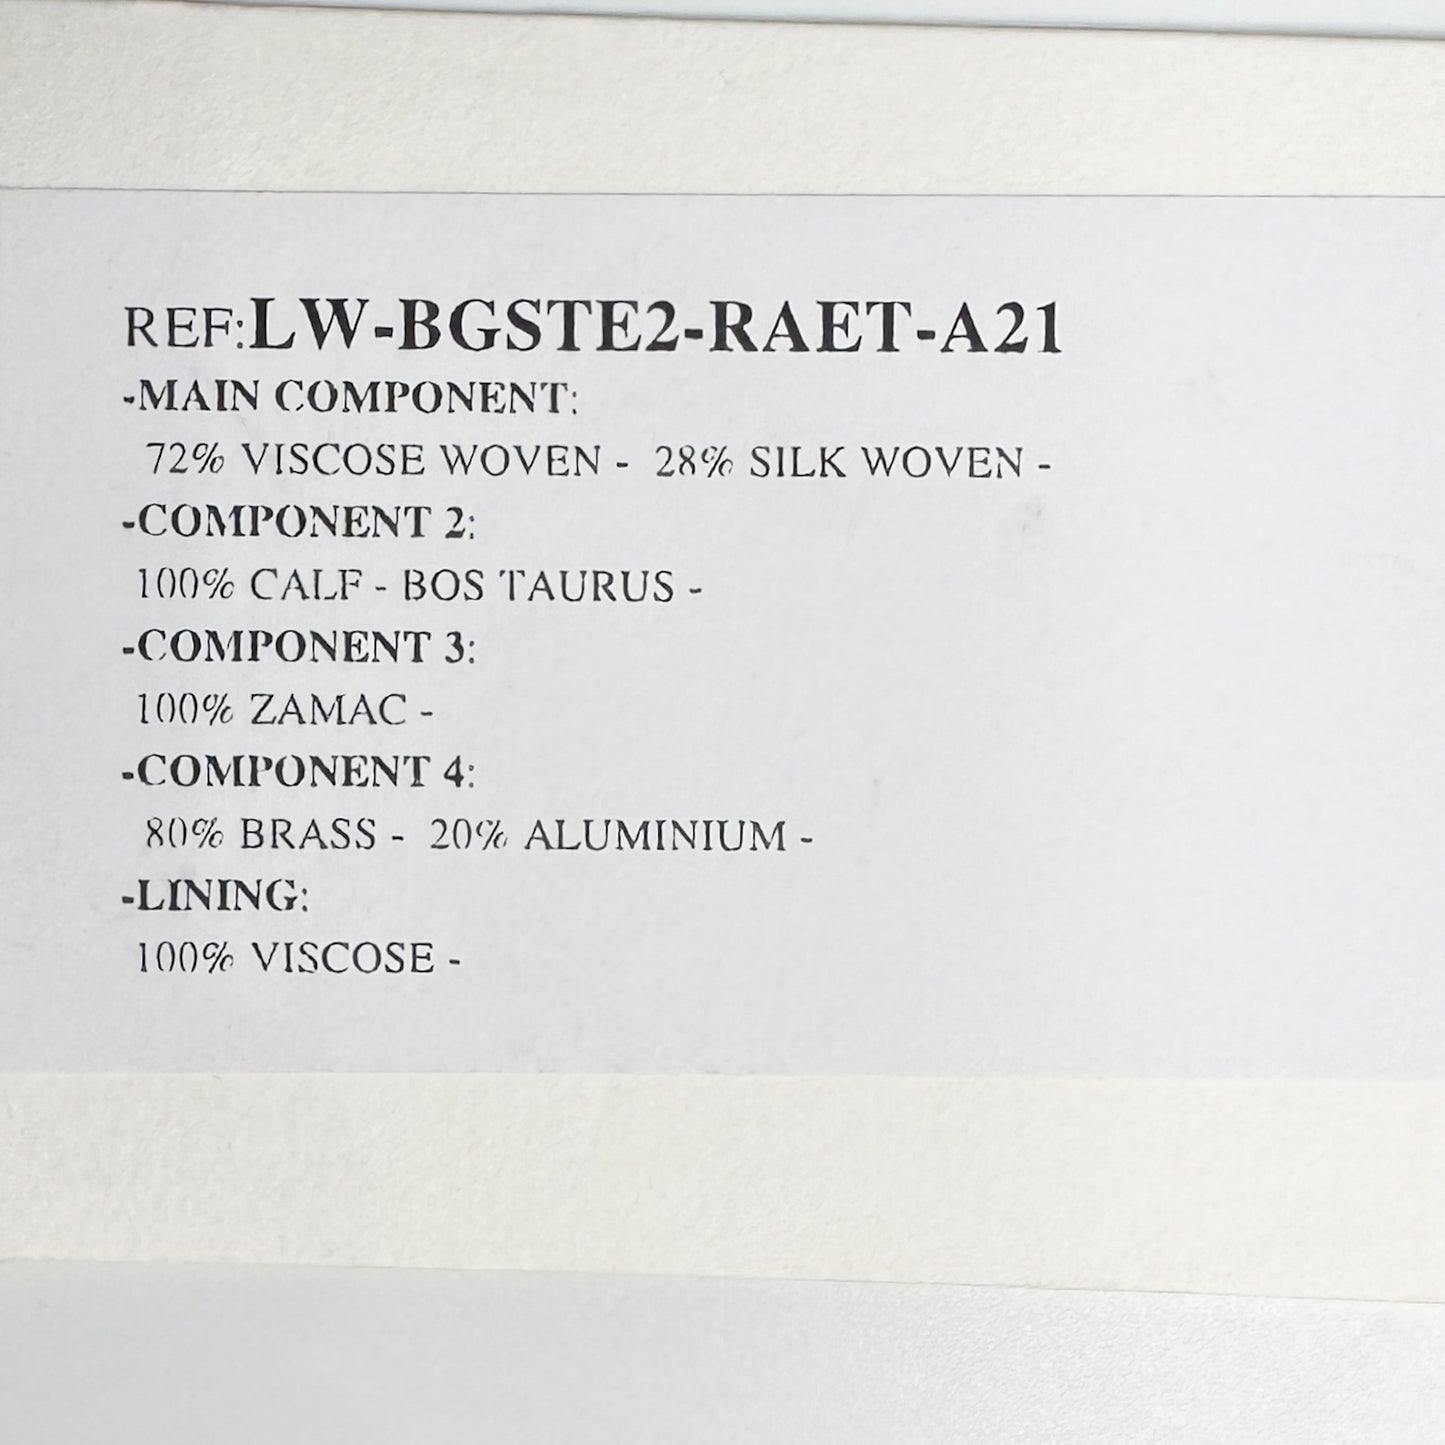 REF:LW-BGSTE2-RAET-A21
-MAIN COMPONENT:
72% VISCOSE WOVEN - 28% SILK WOVEN -
-COMPONENT 2:
100% CALF - BOS TAURUS -
-COMPONENT 3:
100% ZAMAC -
-COMPONENT 4:
80% BRASS - 20% ALUMINIUM -
-LINING:
100% VISCOSE -